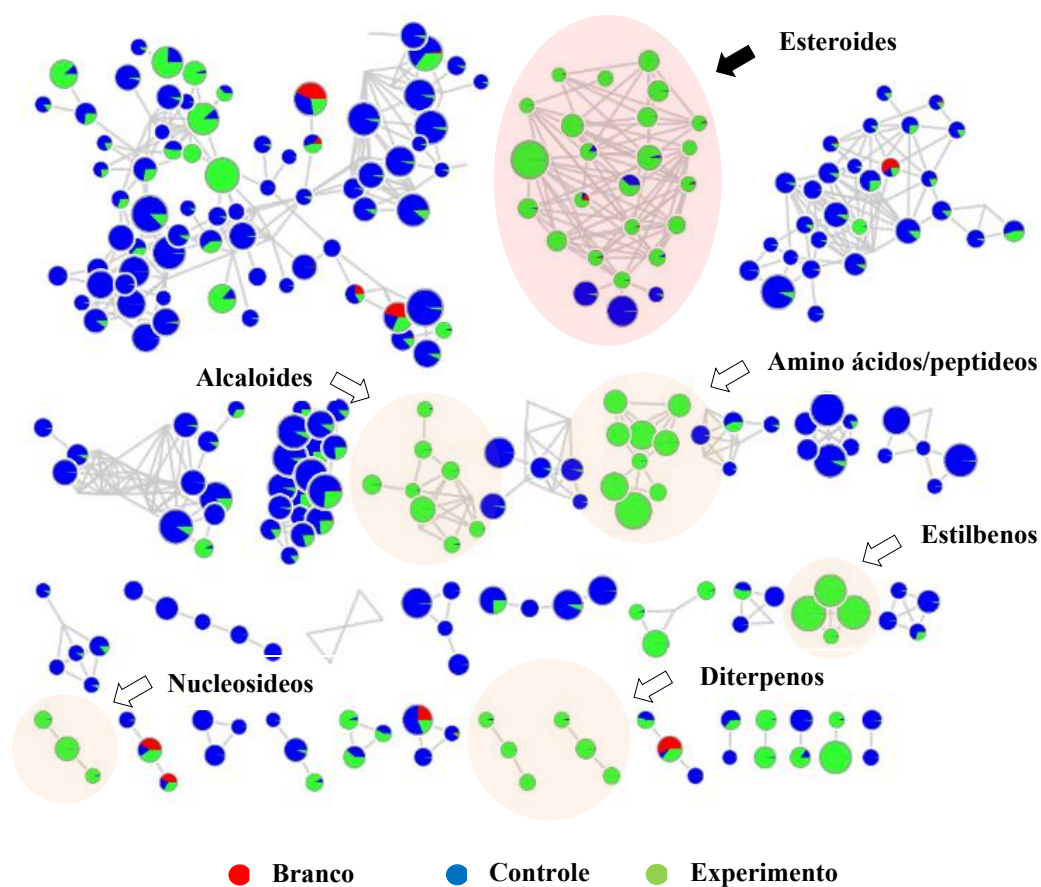 Esteroides
Alcaloides
Amino ácidos/peptideos
Estilbenos
Nucleosideos
Diterpenos
Branco
Controle
Experimento